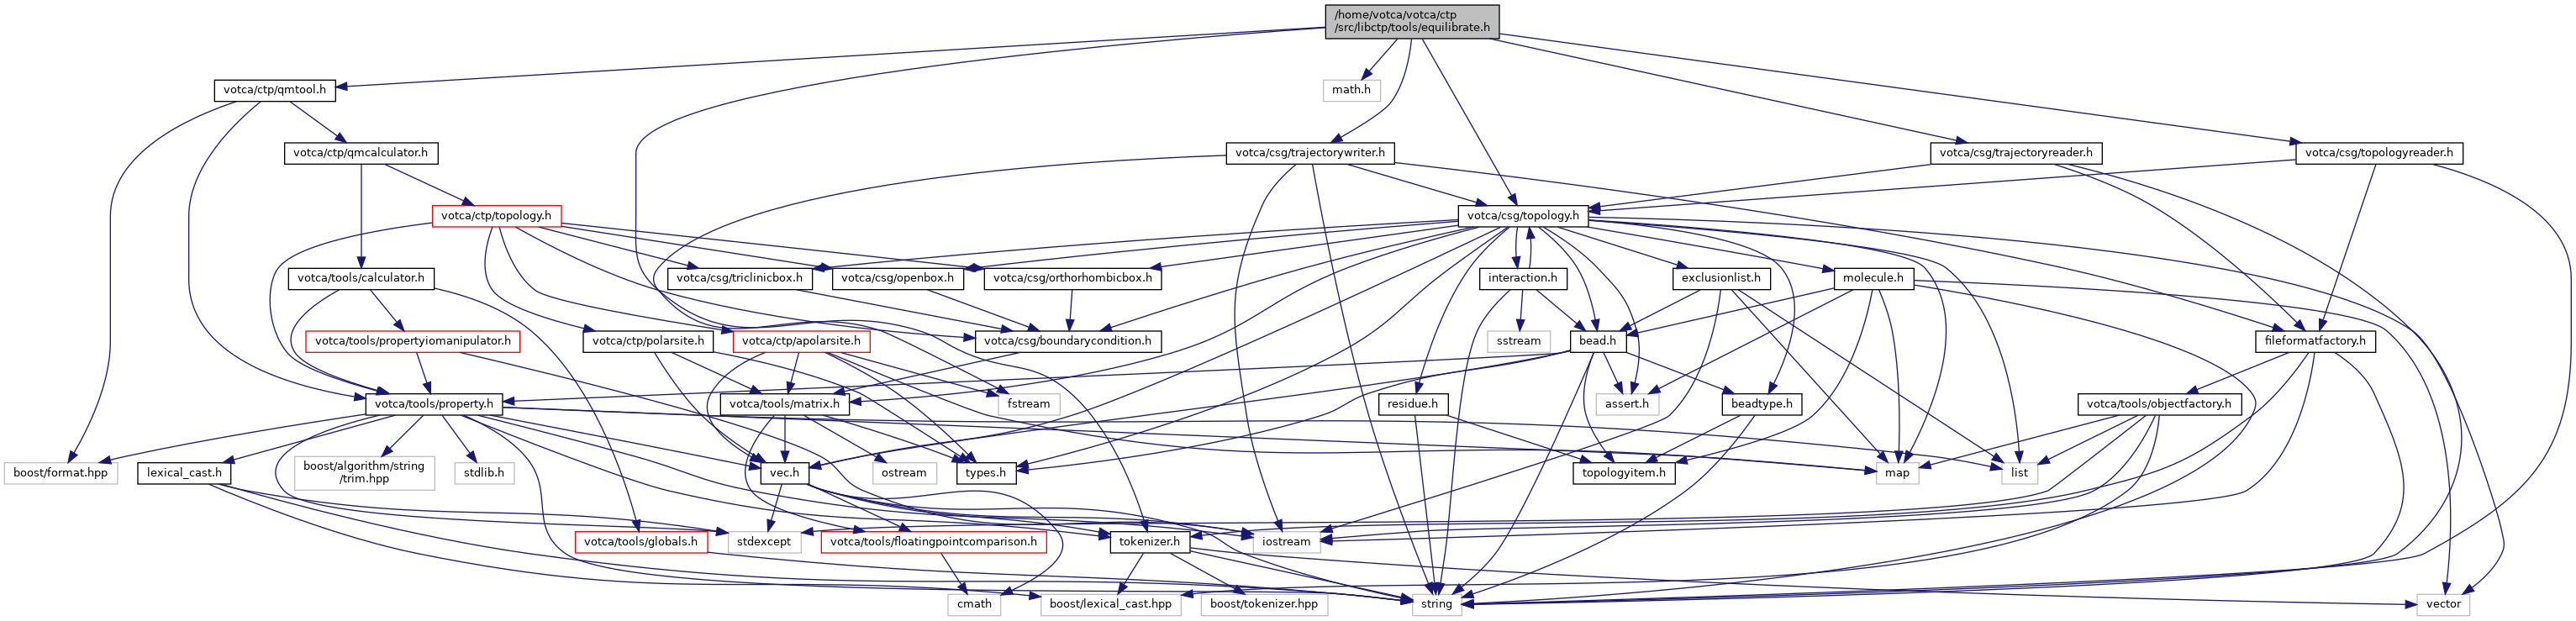 /home/votca/votca/ctp
/src/libctp/tools/equilibrate.h
votca/ctp/qmtool.h
math.h
votca/ctp/qmcalculator.h
votca/csg/trajectorywriter.h
votca/csg/trajectoryreader.h
votca/csg/topologyreader.h
votca/ctp/topology.h
votca/csg/topology.h
votca/tools/calculator.h
votca/csg/triclinicbox.h
votca/csg/openbox.h
votca/csg/orthorhombicbox.h
interaction.h
exclusionlist.h
molecule.h
votca/tools/propertyiomanipulator.h
votca/ctp/polarsite.h
votca/ctp/apolarsite.h
votca/csg/boundarycondition.h
sstream
bead.h
fileformatfactory.h
votca/tools/property.h
votca/tools/matrix.h
fstream
residue.h
assert.h
beadtype.h
votca/tools/objectfactory.h
boost/format.hpp
lexical_cast.h
boost/algorithm/string
/trim.hpp
stdlib.h
vec.h
ostream
types.h
topologyitem.h
map
list
votca/tools/globals.h
stdexcept
votca/tools/floatingpointcomparison.h
tokenizer.h
iostream
cmath
boost/lexical_cast.hpp
boost/tokenizer.hpp
string
vector